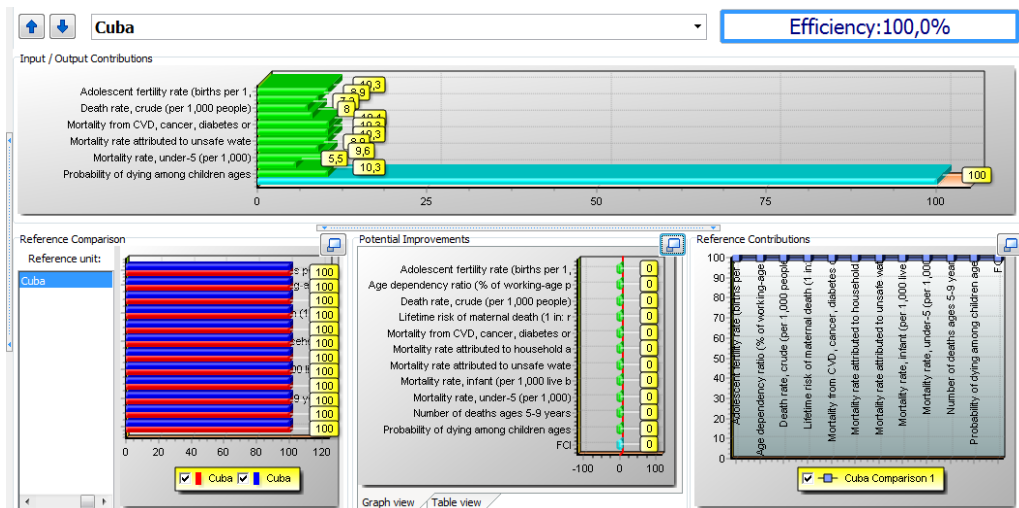 Cuba
Efficiency:100,0%
Input / Output Contributions
Adolescent fertility rate (births per 1,
Death rate, crude (per 1,000 people)
Mortality from CVD, cancer, diabetes or
Mortality rate attributed to unsafe wate
Mortality rate, under-5 (per 1,000)
Probability of dying among children ages
10,3
8,9
8
10,3
9,6
5,5
10,3
100
0 25 50 75 100
Reference Comparison
Reference unit:
Cuba
100
100
100
100
100
100
100
100
100
100
100
100
0 20 40 60 80 100 120
Cuba Cuba
Potential Improvements
Adolescent fertility rate (births per 1, 0
Age dependency ratio (% of working-age p 0
Death rate, crude (per 1,000 people) 0
Lifetime risk of maternal death (1 in: r 0
Mortality from CVD, cancer, diabetes or 0
Mortality rate attributed to household a 0
Mortality rate attributed to unsafe wate 0
Mortality rate, infant (per 1,000 live b 0
Mortality rate, under-5 (per 1,000) 0
Number of deaths ages 5-9 years 0
Probability of dying among children ages 0
FCI 0
-100 0 100
Graph view Table view
Reference Contributions
100
90
80
70
60
50
40
30
20
10
0
Adolescent fertility rate (births per
Age dependency ratio (% of working-age
Death rate, crude (per 1,000 people
Lifetime risk of maternal death (1 in:
Mortality from CVD, cancer, diabetes
Mortality rate attributed to household
Mortality rate attributed to unsafe wat
Mortality rate, infant (per 1,000 live
Mortality rate, under-5 (per 1,000
Number of deaths ages 5-9 year
Probability of dying among children age
FCI
Cuba Comparison 1